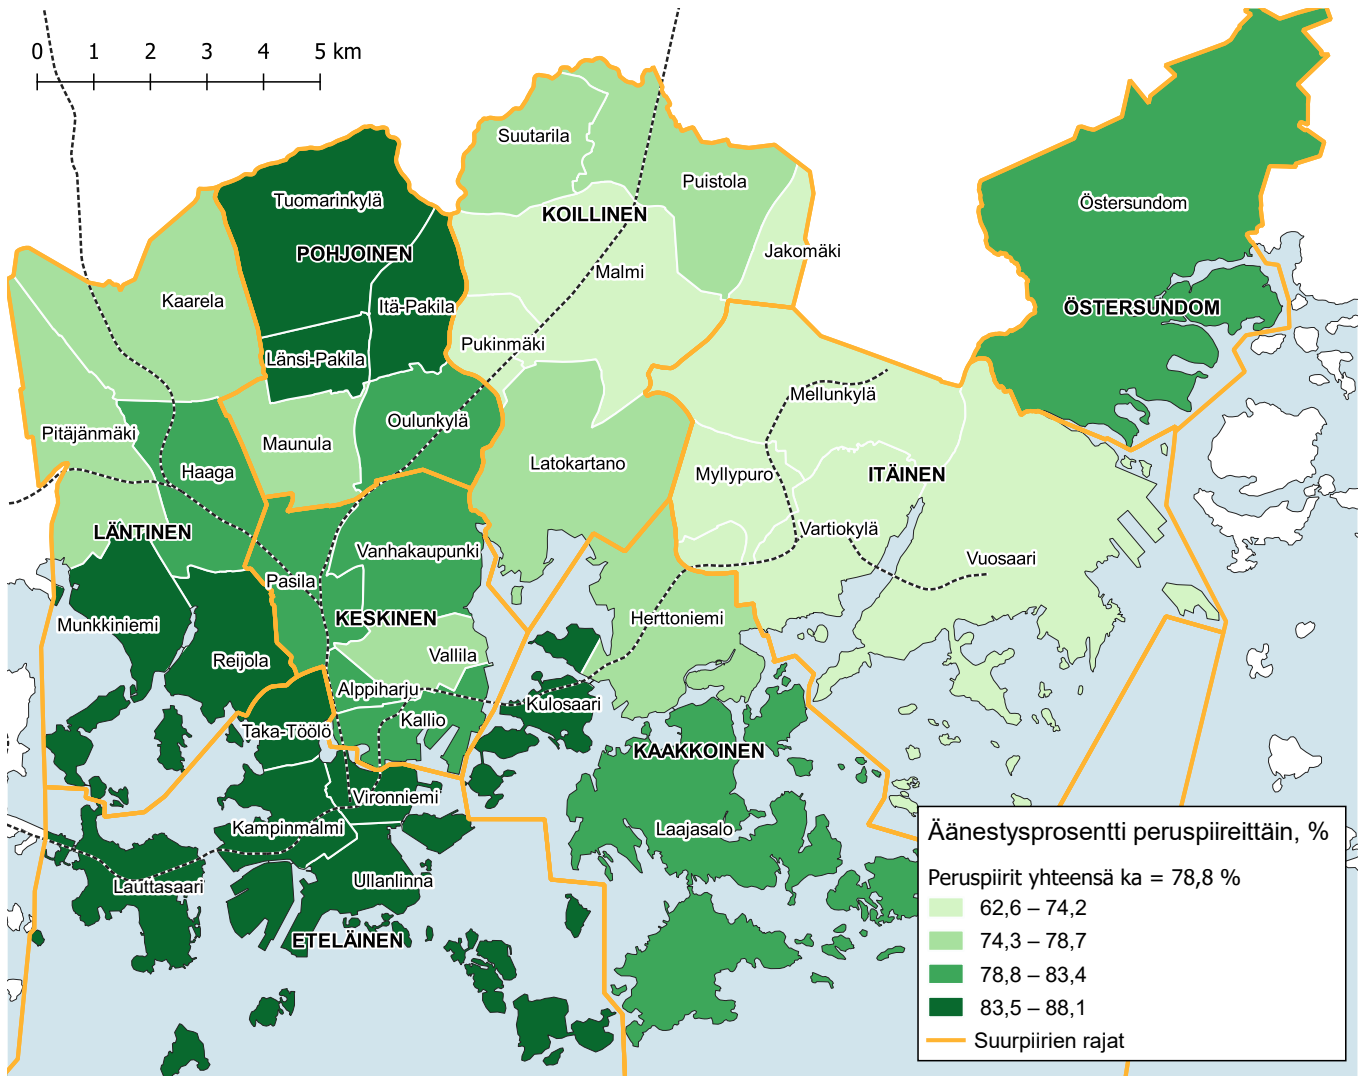 0 1 2 3 4 5 km
Suutarila
Puistola
Tuomarinkylä
Östersundom
KOILLINEN
POHJOINEN
Jakomäki
Malmi
Kaarela
Itä-Pakila
ÖSTERSUNDOM
Pukinmäki
Länsi-Pakila
Mellunkylä
Oulunkylä
Pitäjänmäki
Maunula
Latokartano
Haaga
Myllypuro
ITÄINEN
LÄNTINEN
Vartiokylä
Vanhakaupunki
Vuosaari
Pasila
KESKINEN
Herttoniemi
Munkkiniemi
Vallila
Reijola
Alppiharju
Kulosaari
Kallio
Taka-Töölö
KAAKKOINEN
Vironniemi
Kampinmalmi
Laajasalo
Ullanlinna
Lauttasaari
ETELÄINEN
Äänestysprosentti peruspiireittäin, %
Peruspiirit yhteensä ka = 78,8 %
62,6 – 74,2
74,3 – 78,7
78,8 – 83,4
83,5 – 88,1
Suurpiirien rajat